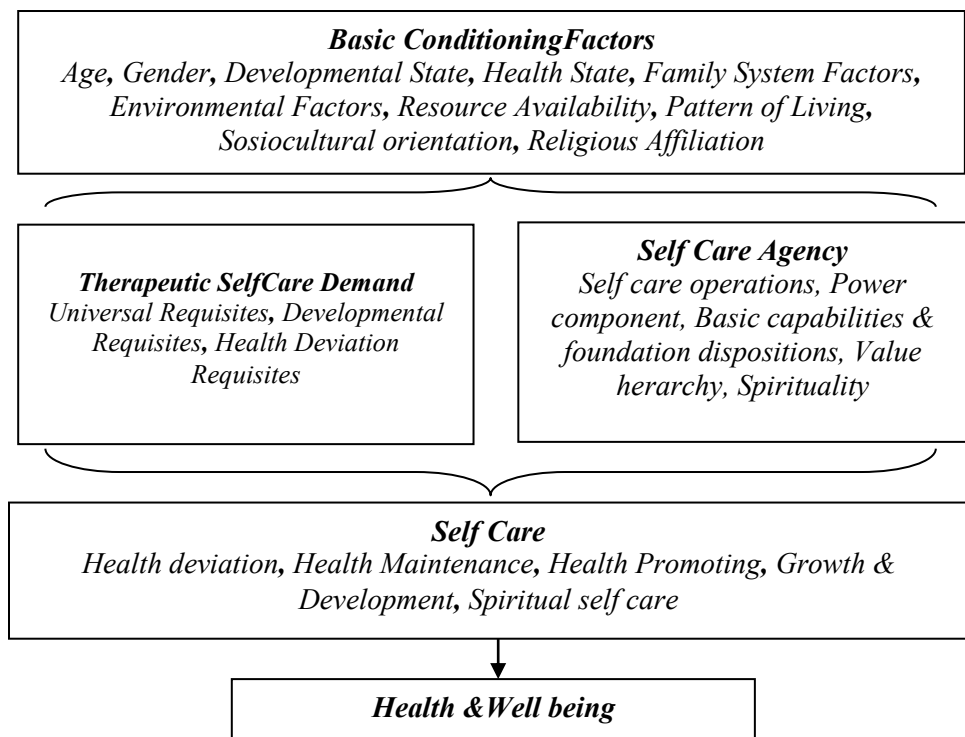 Basic ConditioningFactors
Age, Gender, Developmental State, Health State, Family System Factors,
Environmental Factors, Resource Availability, Pattern of Living,
Sosiocultural orientation, Religious Affiliation
Therapeutic SelfCare Demand
Universal Requisites, Developmental
Requisites, Health Deviation
Requisites
Self Care Agency
Self care operations, Power
component, Basic capabilities &
foundation dispositions, Value
herarchy, Spirituality
Self Care
Health deviation, Health Maintenance, Health Promoting, Growth &
Development, Spiritual self care
Health &Well being